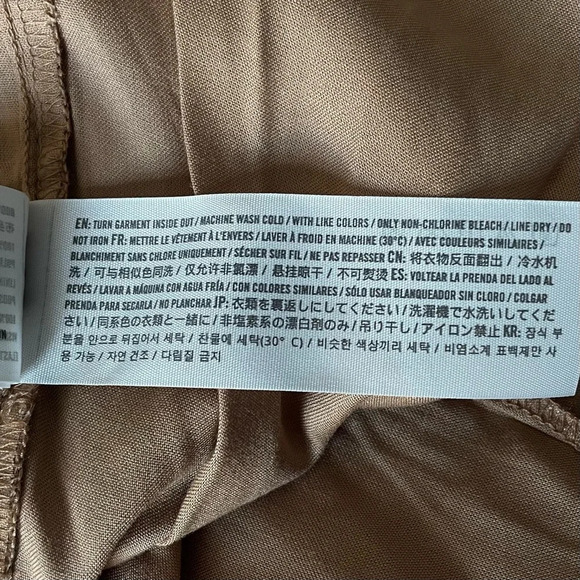 EN: TURN GARMENT INSIDE OUT / MACHINE WASH COLD / WITH LIKE COLORS / ONLY NON-CHLORINE BLEACH / LINE DRY / DO
NOT IRON FR: METTRE LE VÊTEMENT À L'ENVERS / LAVER À FROID EN MACHINE (30°C) / AVEC COULEURS SIMILAIRES /
BLANCHIMENT SANS CHLORE UNIQUEMENT / SÉCHER SUR FIL / NE PAS REPASSER CN: 将衣物反面翻出 / 冷水机
洗 / 可与相似色同洗 / 仅允许非氯漂 / 悬挂晾干 / 不可熨烫 ES: VOLTEAR LA PRENDA DEL LADO AL
REVÉS / LAVAR A MÁQUINA CON AGUA FRÍA / CON COLORES SIMILARES / SÓLO USAR BLANQUEADOR SIN CLORO / COLGAR
PRENDA PARA SECARLA / NO PLANCHAR JP: 衣類を裏返しにしてください / 洗濯機で水洗いしてくださ
い / 同系色の衣類と一緒に / 非塩素系の漂白剤のみ / 吊り干し / アイロン禁止 KR: 장식 부
분을 안으로 뒤집어서 세탁 / 찬물에 세탁(30° C) / 비슷한 색상끼리 세탁 / 비염소계 표백제만 사
용 가능 / 자연 건조 / 다림질 금지